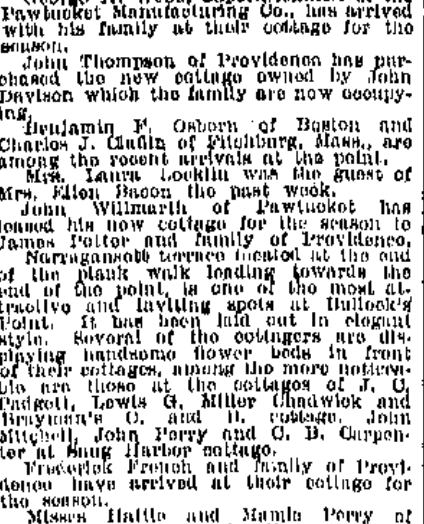 Pawtucket Manufacturing Co., has arrived
with his family at their cottage for the
season.
John Thompson of Providence has pur-
chased the new cottage owned by John
Davison which the family are now occupy-
ing.
Benjamin F. Osborn of Boston and
Charles J. Claflin of Fitchburg, Mass., are
among the recent arrivals at the point.
Mrs. Laura Locklin was the guest of
Mrs. Ellen Bacon the past week.
John Willmarth of Pawtucket has
leased his new cottage for the season to
James Potter and family of Providence.
Narragansett terrace located at the end
of the plank walk leading towards the
end of the point, is one of the most at-
tractive and inviting spots at Bullock's
Point. It has been laid out in elegant
style. Several of the cottagers are dis-
playing handsome flower beds in front
of their cottages, among the more noticea-
ble are those at the cottages of J. O.
Padgett, Lewis G. Miller Chadwick and
Brayman's O. and H. cottage. John
Mitchell, John Perry and C. B. Carpen-
ter at Snug Harbor cottage.
Frederick French and family of Provi-
dence have arrived at their cottage for
the season.
Misses Hattie and Mamie Perry of